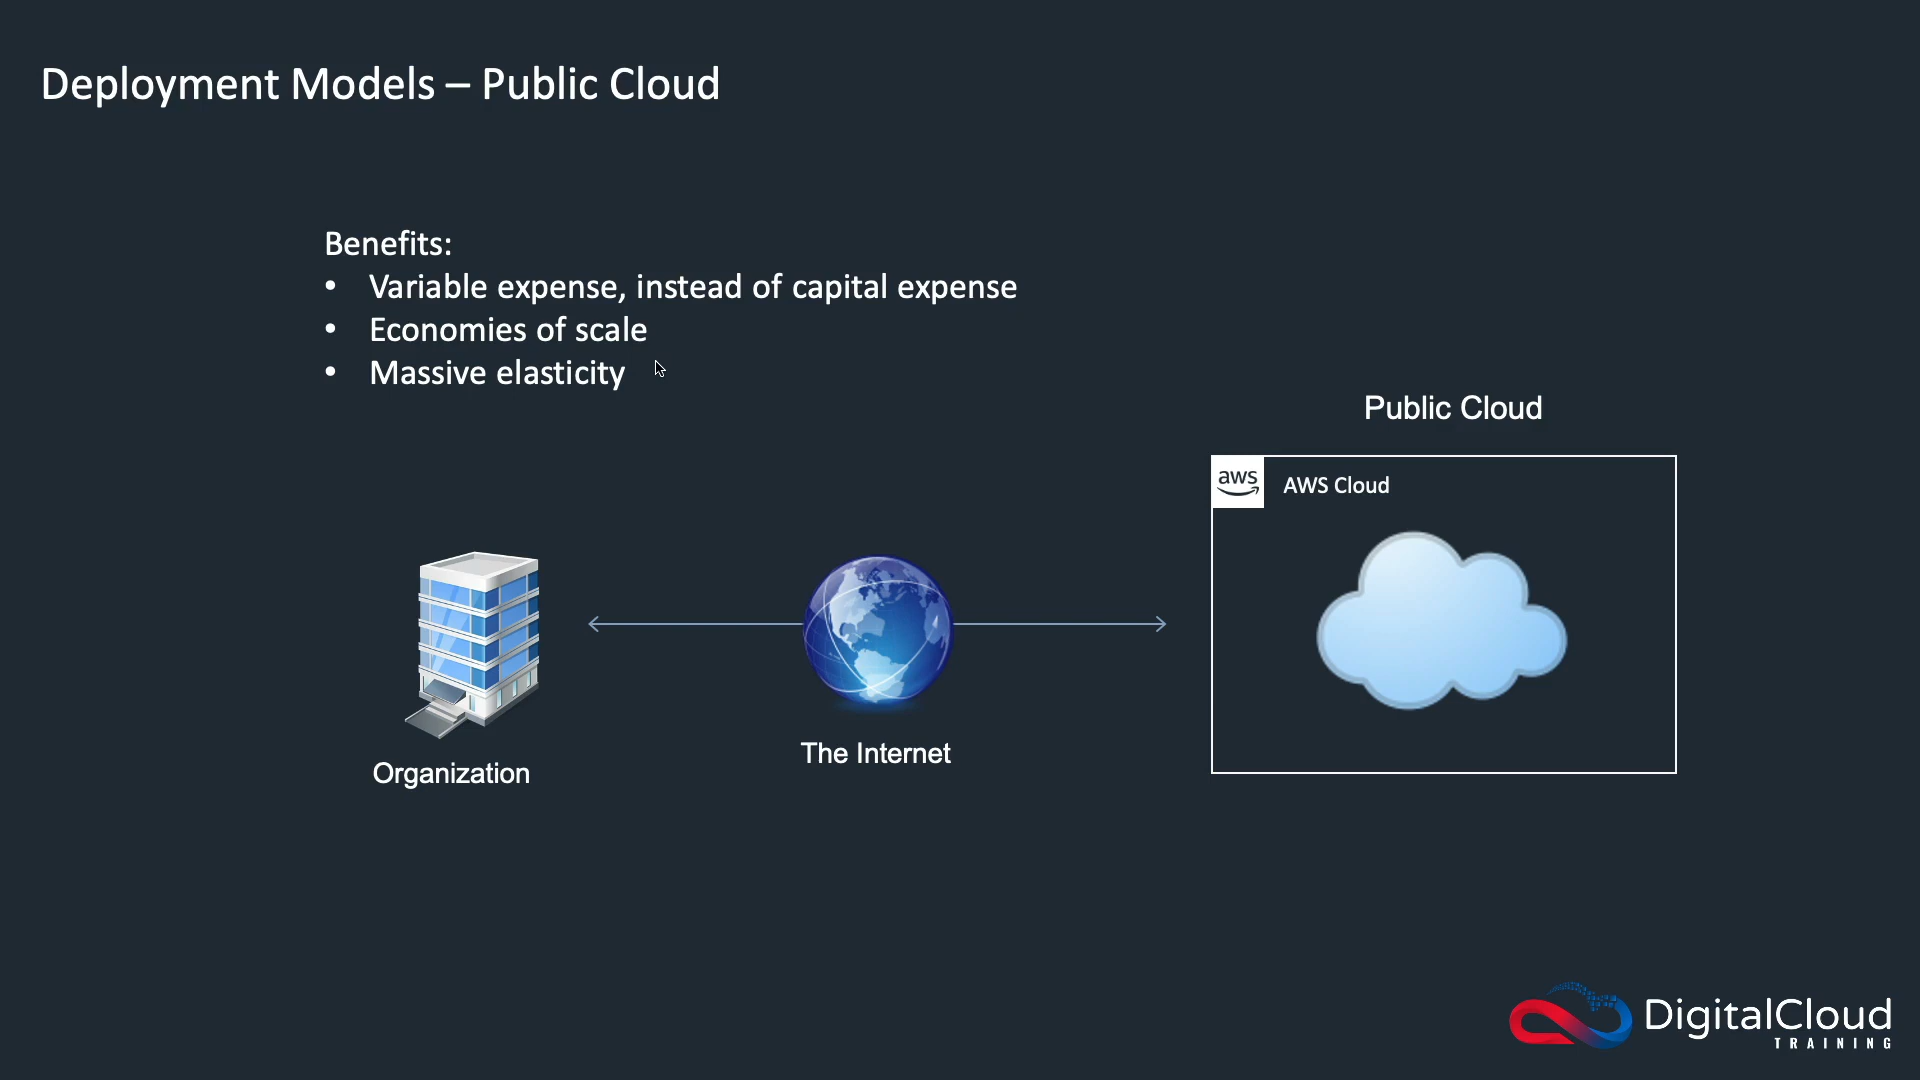 Deployment Models – Public Cloud
Benefits:
• Variable expense, instead of capital expense
• Economies of scale
• Massive elasticity
Public Cloud
aws
AWS Cloud
The Internet
Organization
DigitalCloud
TRAINING